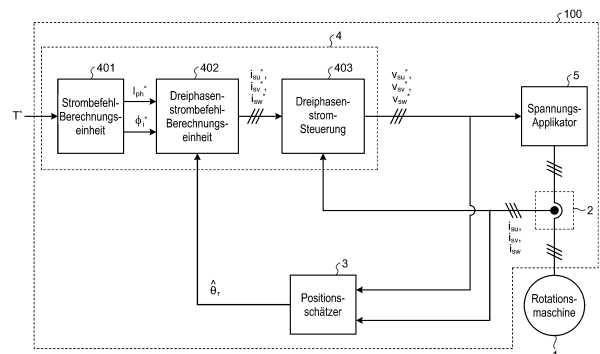 100
4
401
402
403
5
T*
Strombefehl-
Berechnungs-
einheit
Iph*
ϕi*
Dreiphasen-
strombefehl-
Berechnungs-
einheit
isu*,
isv*,
isw*
Dreiphasen-
strom-
Steuerung
vsu*,
vsv*,
vsw*
Spannungs-
Applikator
2
isu,
isv,
isw
3
θ̂r
Positions-
schätzer
Rotations-
maschine
1